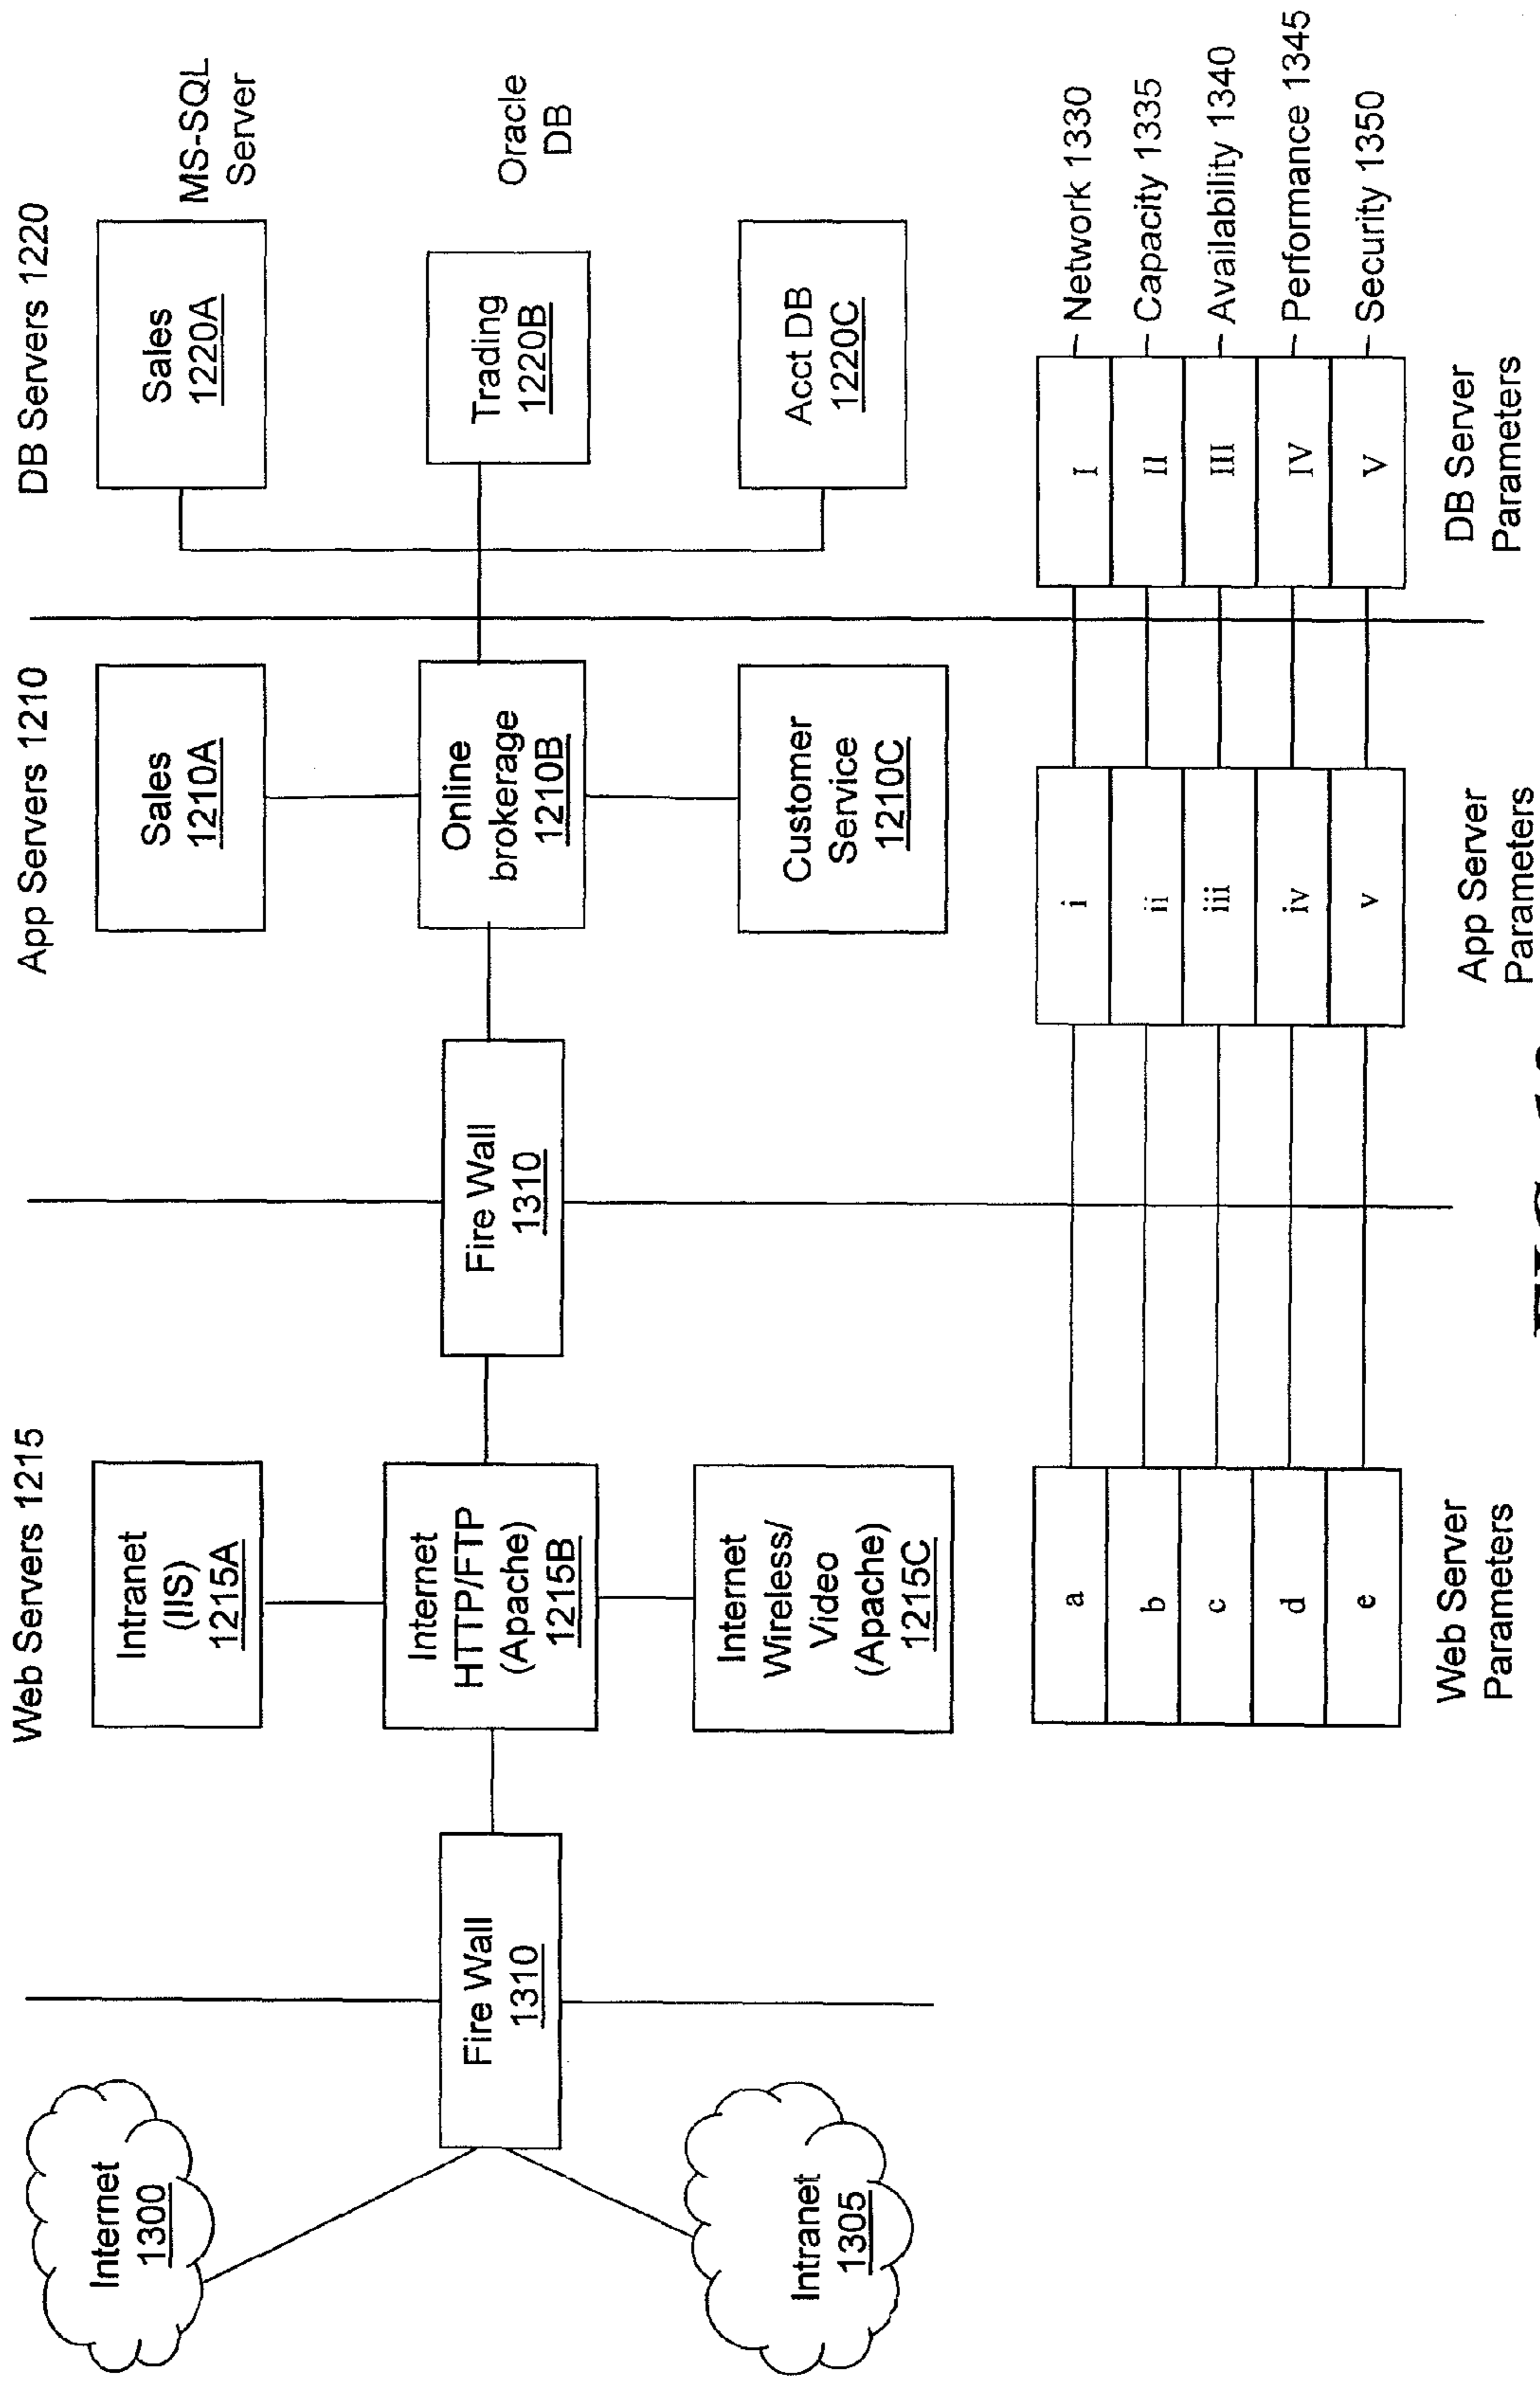 Web Servers 1215
App Servers 1210
DB Servers 1220
Internet
1300
Intranet
(IIS)
1215A
Sales
1210A
Sales
1220A
MS-SQL
Server
Fire Wall
1310
Internet
HTTP/FTP
(Apache)
1215B
Fire Wall
1310
Online
brokerage
1210B
Trading
1220B
Oracle
DB
Intranet
1305
Internet
Wireless/
Video
(Apache)
1215C
Customer
Service
1210C
Acct DB
1220C
a
i
I
Network 1330
b
ii
II
Capacity 1335
c
iii
III
Availability 1340
d
iv
IV
Performance 1345
e
v
V
Security 1350
Web Server
Parameters
App Server
Parameters
DB Server
Parameters